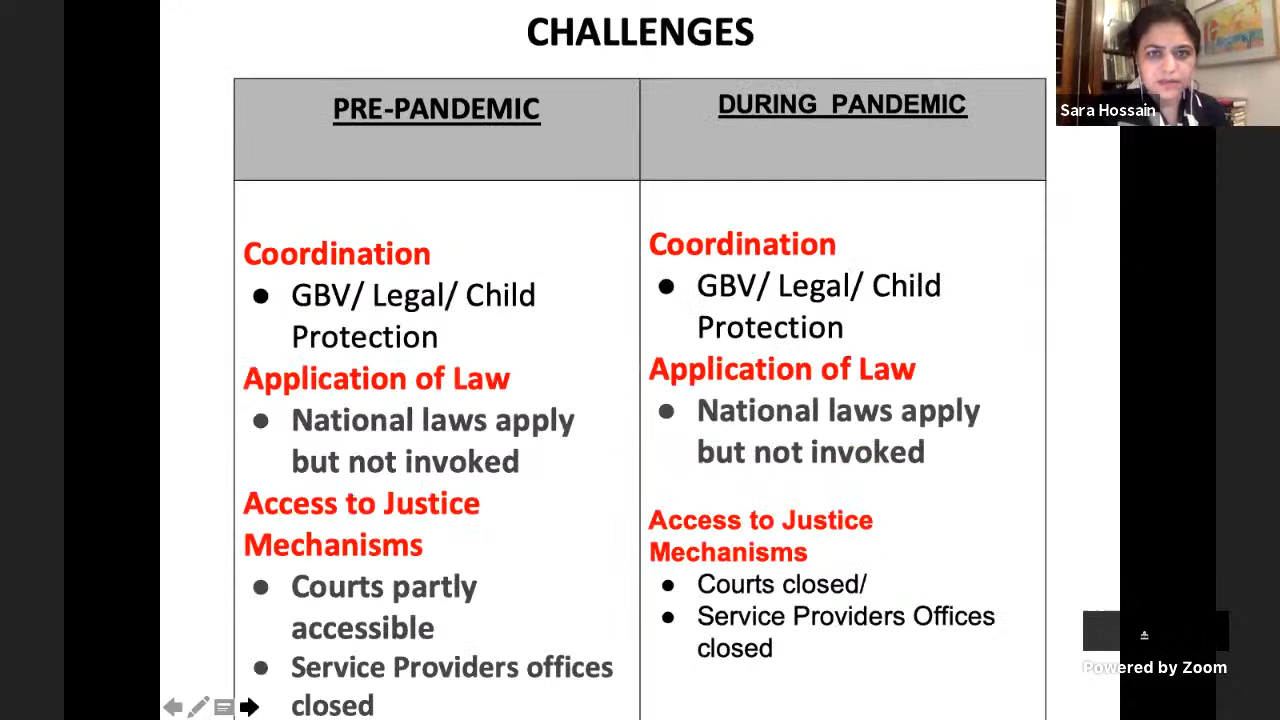 CHALLENGES
PRE-PANDEMIC
DURING PANDEMIC
Coordination
● GBV/ Legal/ Child
Protection
Application of Law
● National laws apply
but not invoked
Access to Justice
Mechanisms
● Courts partly
accessible
● Service Providers offices
closed
Coordination
● GBV/ Legal/ Child
Protection
Application of Law
● National laws apply
but not invoked
Access to Justice
Mechanisms
● Courts closed/
● Service Providers Offices
closed
Sara Hossain
Powered by Zoom